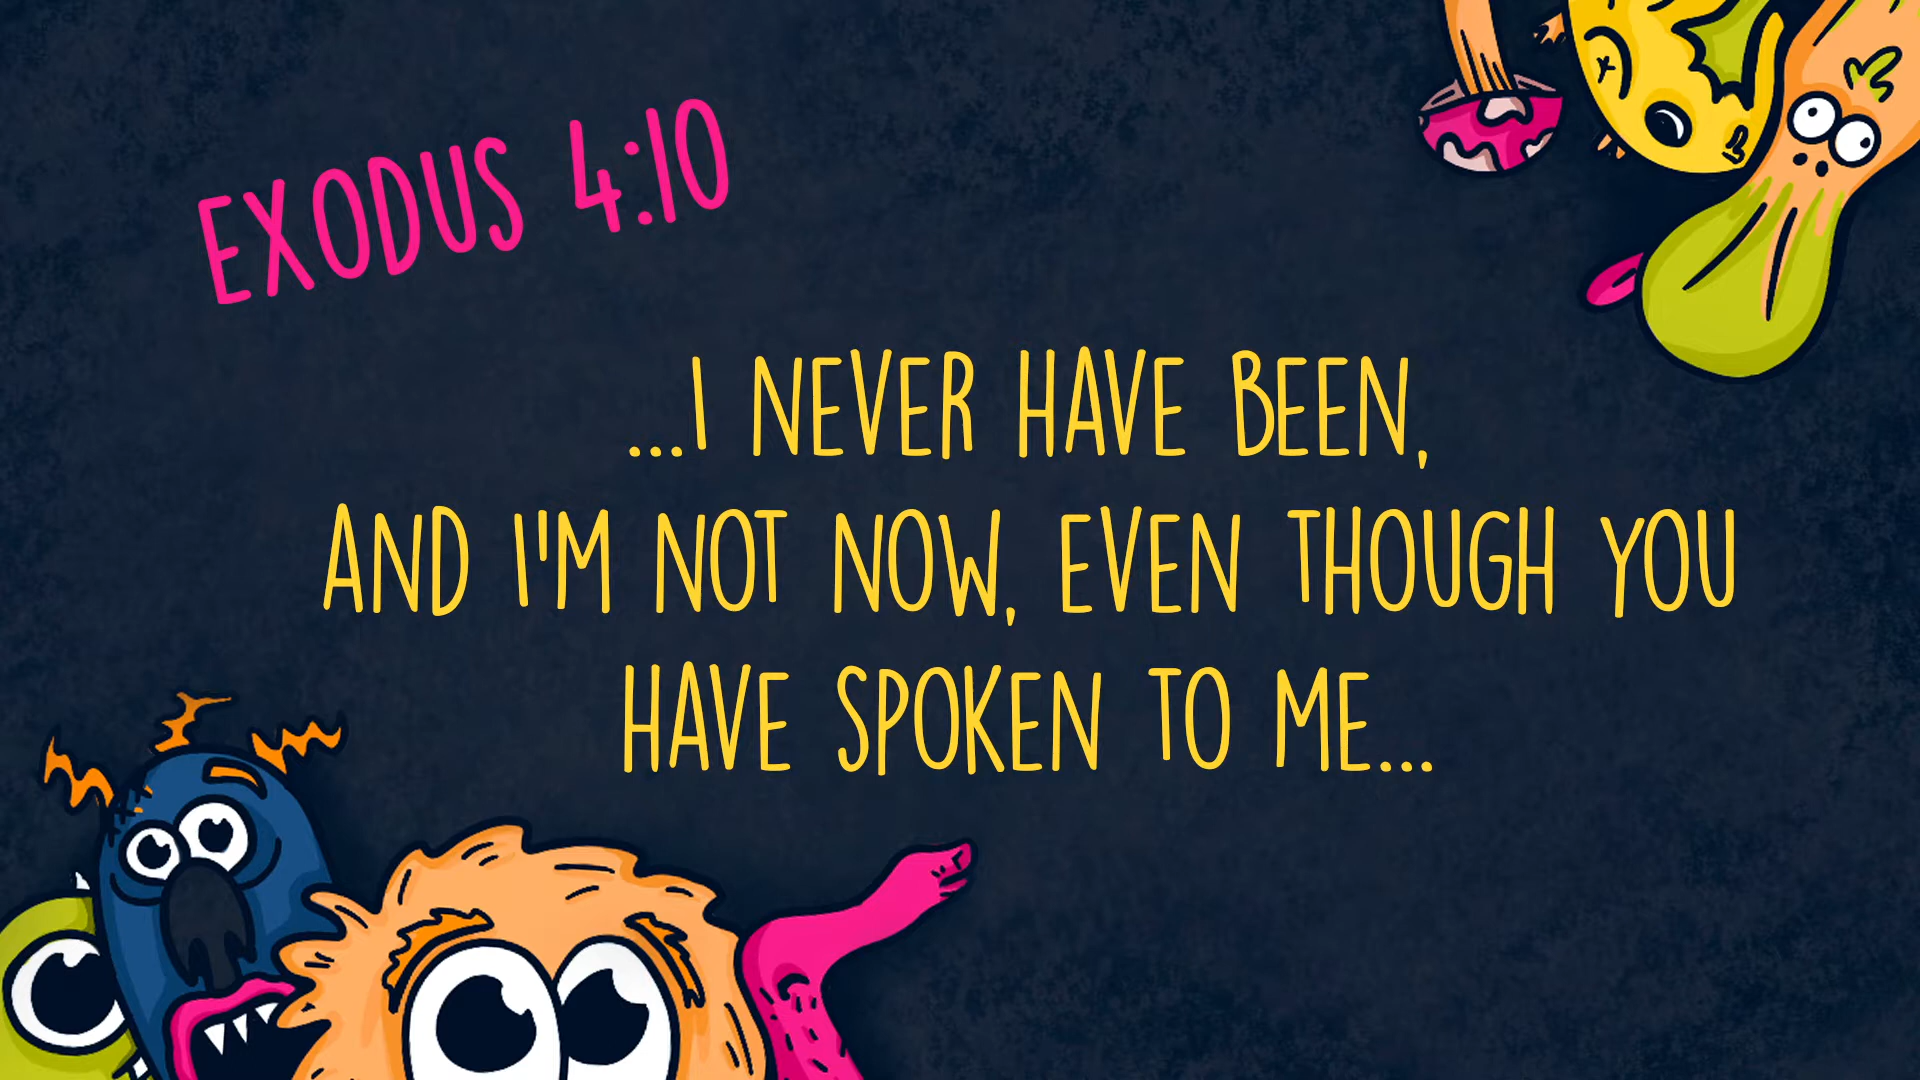 EXODUS 4:10
...I NEVER HAVE BEEN,
AND I'M NOT NOW, EVEN THOUGH YOU
HAVE SPOKEN TO ME...